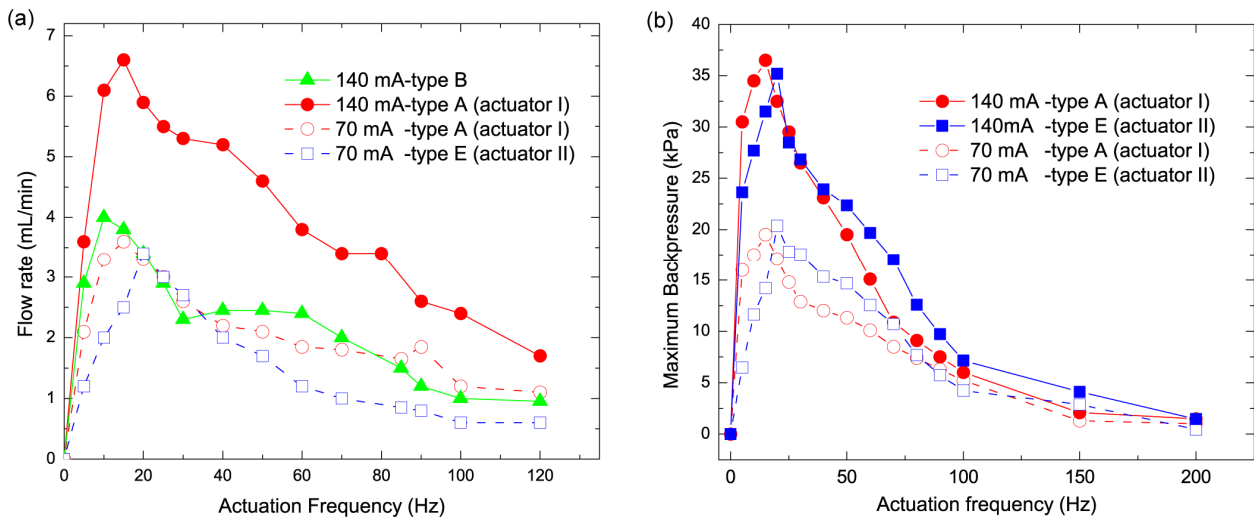 (a)
Flow rate (mL/min)
7
6
5
4
3
2
1
0
140 mA-type B
140 mA-type A (actuator I)
70 mA -type A (actuator I)
70 mA -type E (actuator II)
0 20 40 60 80 100 120
Actuation Frequency (Hz)
(b)
Maximum Backpressure (kPa)
40
35
30
25
20
15
10
5
0
140 mA -type A (actuator I)
140mA -type E (actuator II)
70 mA -type A (actuator I)
70 mA -type E (actuator II)
0 50 100 150 200
Actuation frequency (Hz)